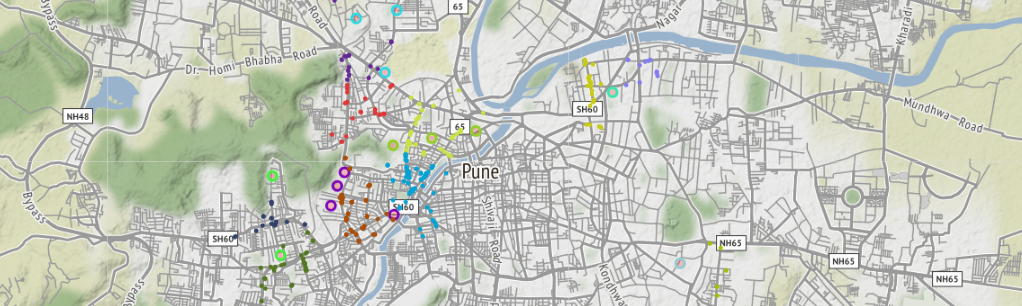 Bypass
Road
65
Nagar
Kharadi
Dr. Homi Bhabha Road
NH48
SH60
65
Mundhwa-Road
Pune
Bypass
SH60
Shivaji Road
SH60
NH65
NH65
NH65
Bypass